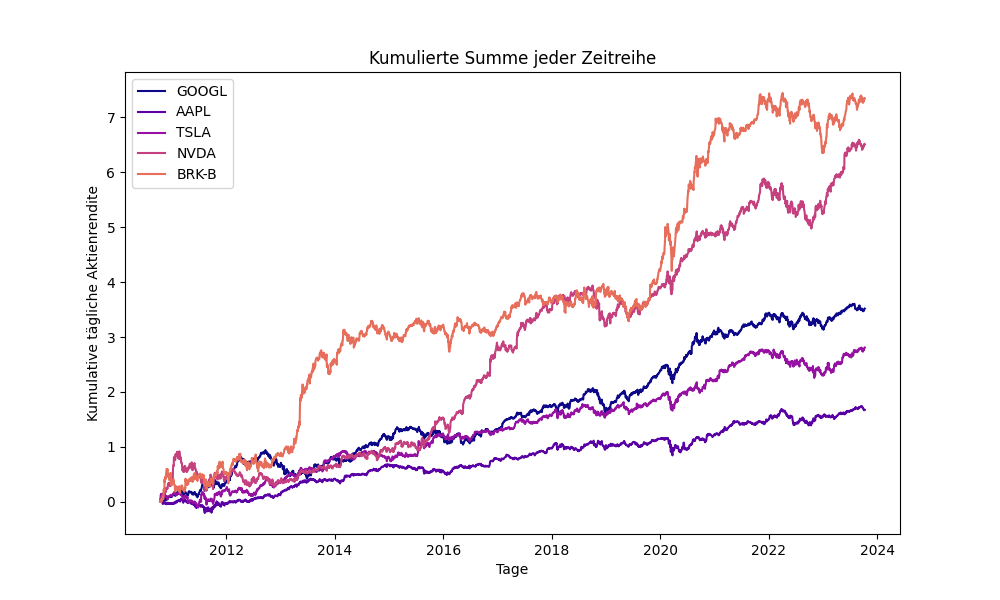 Kumulierte Summe jeder Zeitreihe
GOOGL
AAPL
TSLA
NVDA
BRK-B
Kumulative tägliche Aktienrendite
7
6
5
4
3
2
1
0
2012 2014 2016 2018 2020 2022 2024
Tage